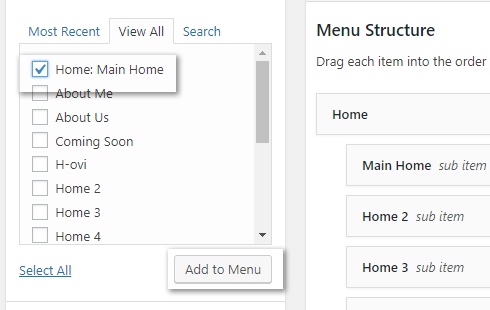 Most Recent View All Search
Home: Main Home
About Me
About Us
Coming Soon
H-ovi
Home 2
Home 3
Home 4
Select All
Add to Menu
Menu Structure
Drag each item into the order
Home
Main Home sub item
Home 2 sub item
Home 3 sub item